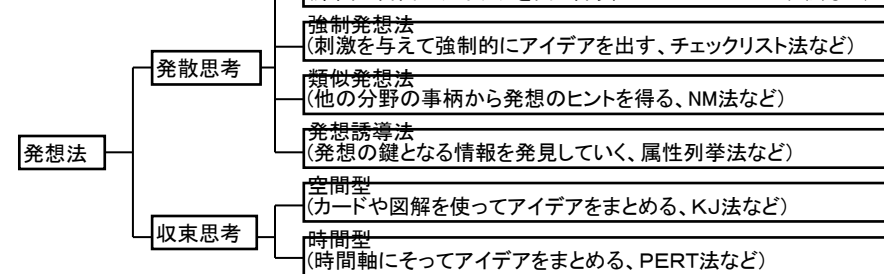 強制発想法
(刺激を与えて強制的にアイデアを出す、チェックリスト法など)
発散思考
類似発想法
(他の分野の事柄から発想のヒントを得る、NM法など)
発想法
発想誘導法
(発想の鍵となる情報を発見していく、属性列挙法など)
空間型
(カードや図解を使ってアイデアをまとめる、KJ法など)
収束思考
時間型
(時間軸にそってアイデアをまとめる、PERT法など)